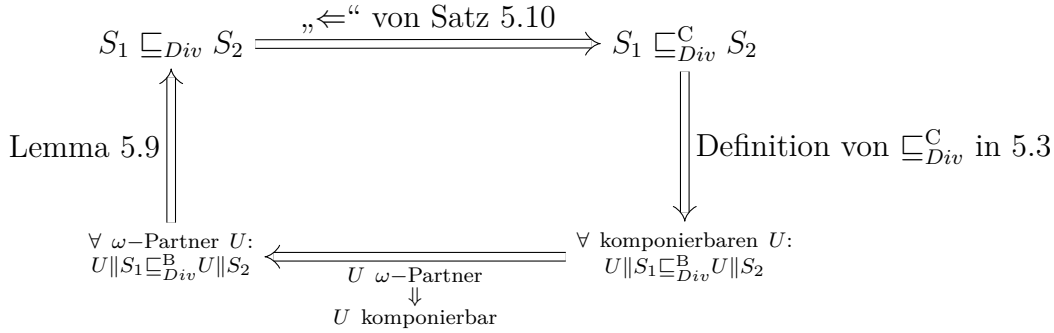 „⇐“ von Satz 5.10
S₁ ⊑_Div S₂
S₁ ⊑^C_Div S₂
Lemma 5.9
Definition von ⊑^C_Div in 5.3
∀ ω−Partner U:
U∥S₁⊑^B_Div U∥S₂
∀ komponierbaren U:
U∥S₁⊑^B_Div U∥S₂
U ω−Partner
⇓
U komponierbar